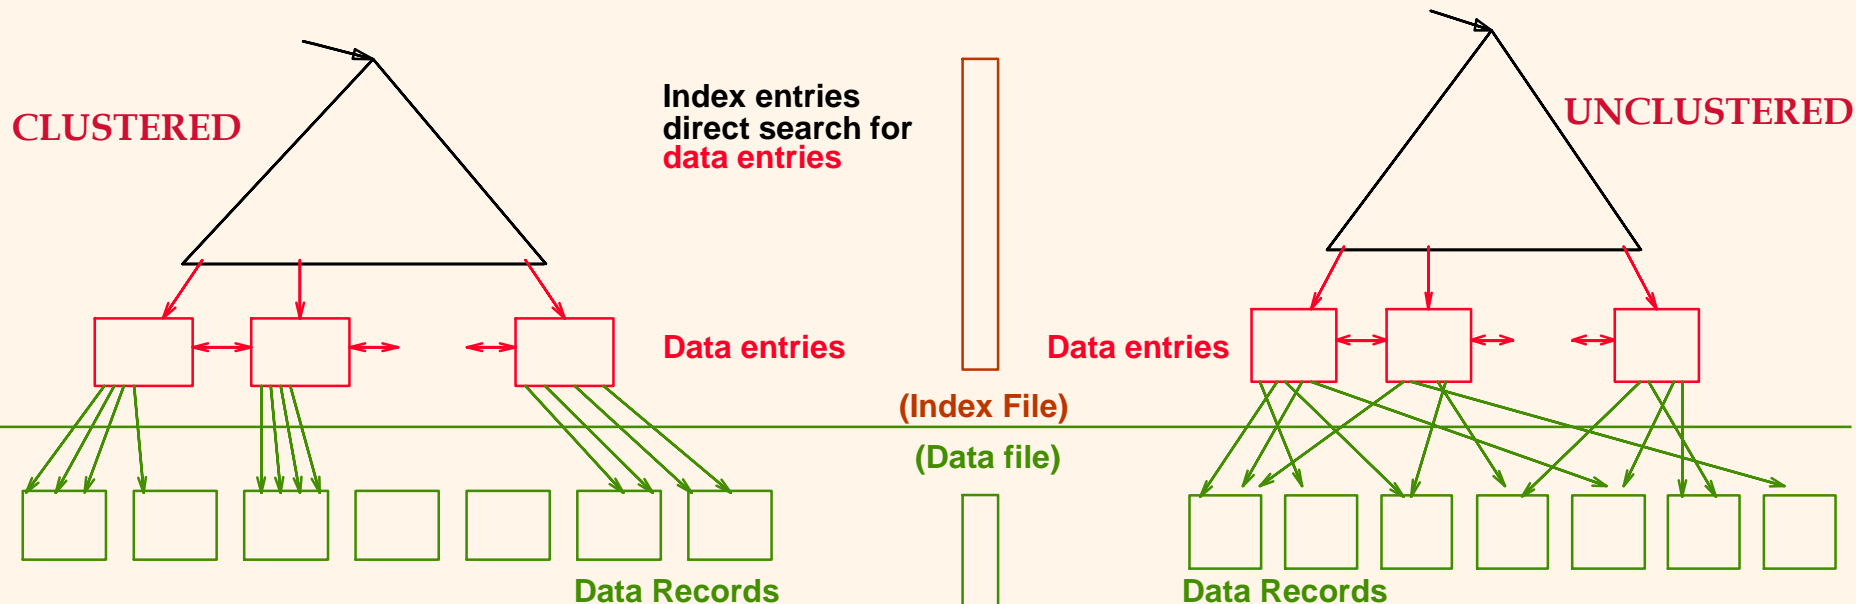 CLUSTERED
Index entries
direct search for
data entries
UNCLUSTERED
Data entries
Data entries
(Index File)
(Data file)
Data Records
Data Records